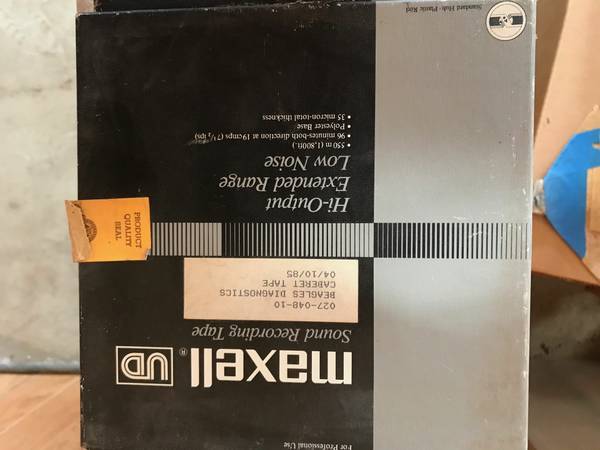 For Professional Use
maxell® UD
Sound Recording Tape
027-048-10
BEAGLES DIAGNOSTICS
CABERET TAPE
04/10/85
PRODUCT
QUALITY
SEAL
Hi-Output
Extended Range
Low Noise
• 550 m (1,800ft.)
• 96 minutes-both direction at 19cmps (7½ ips)
• Polyester Base
• 35 micron-total thickness
Standard Hub · Plastic Reel